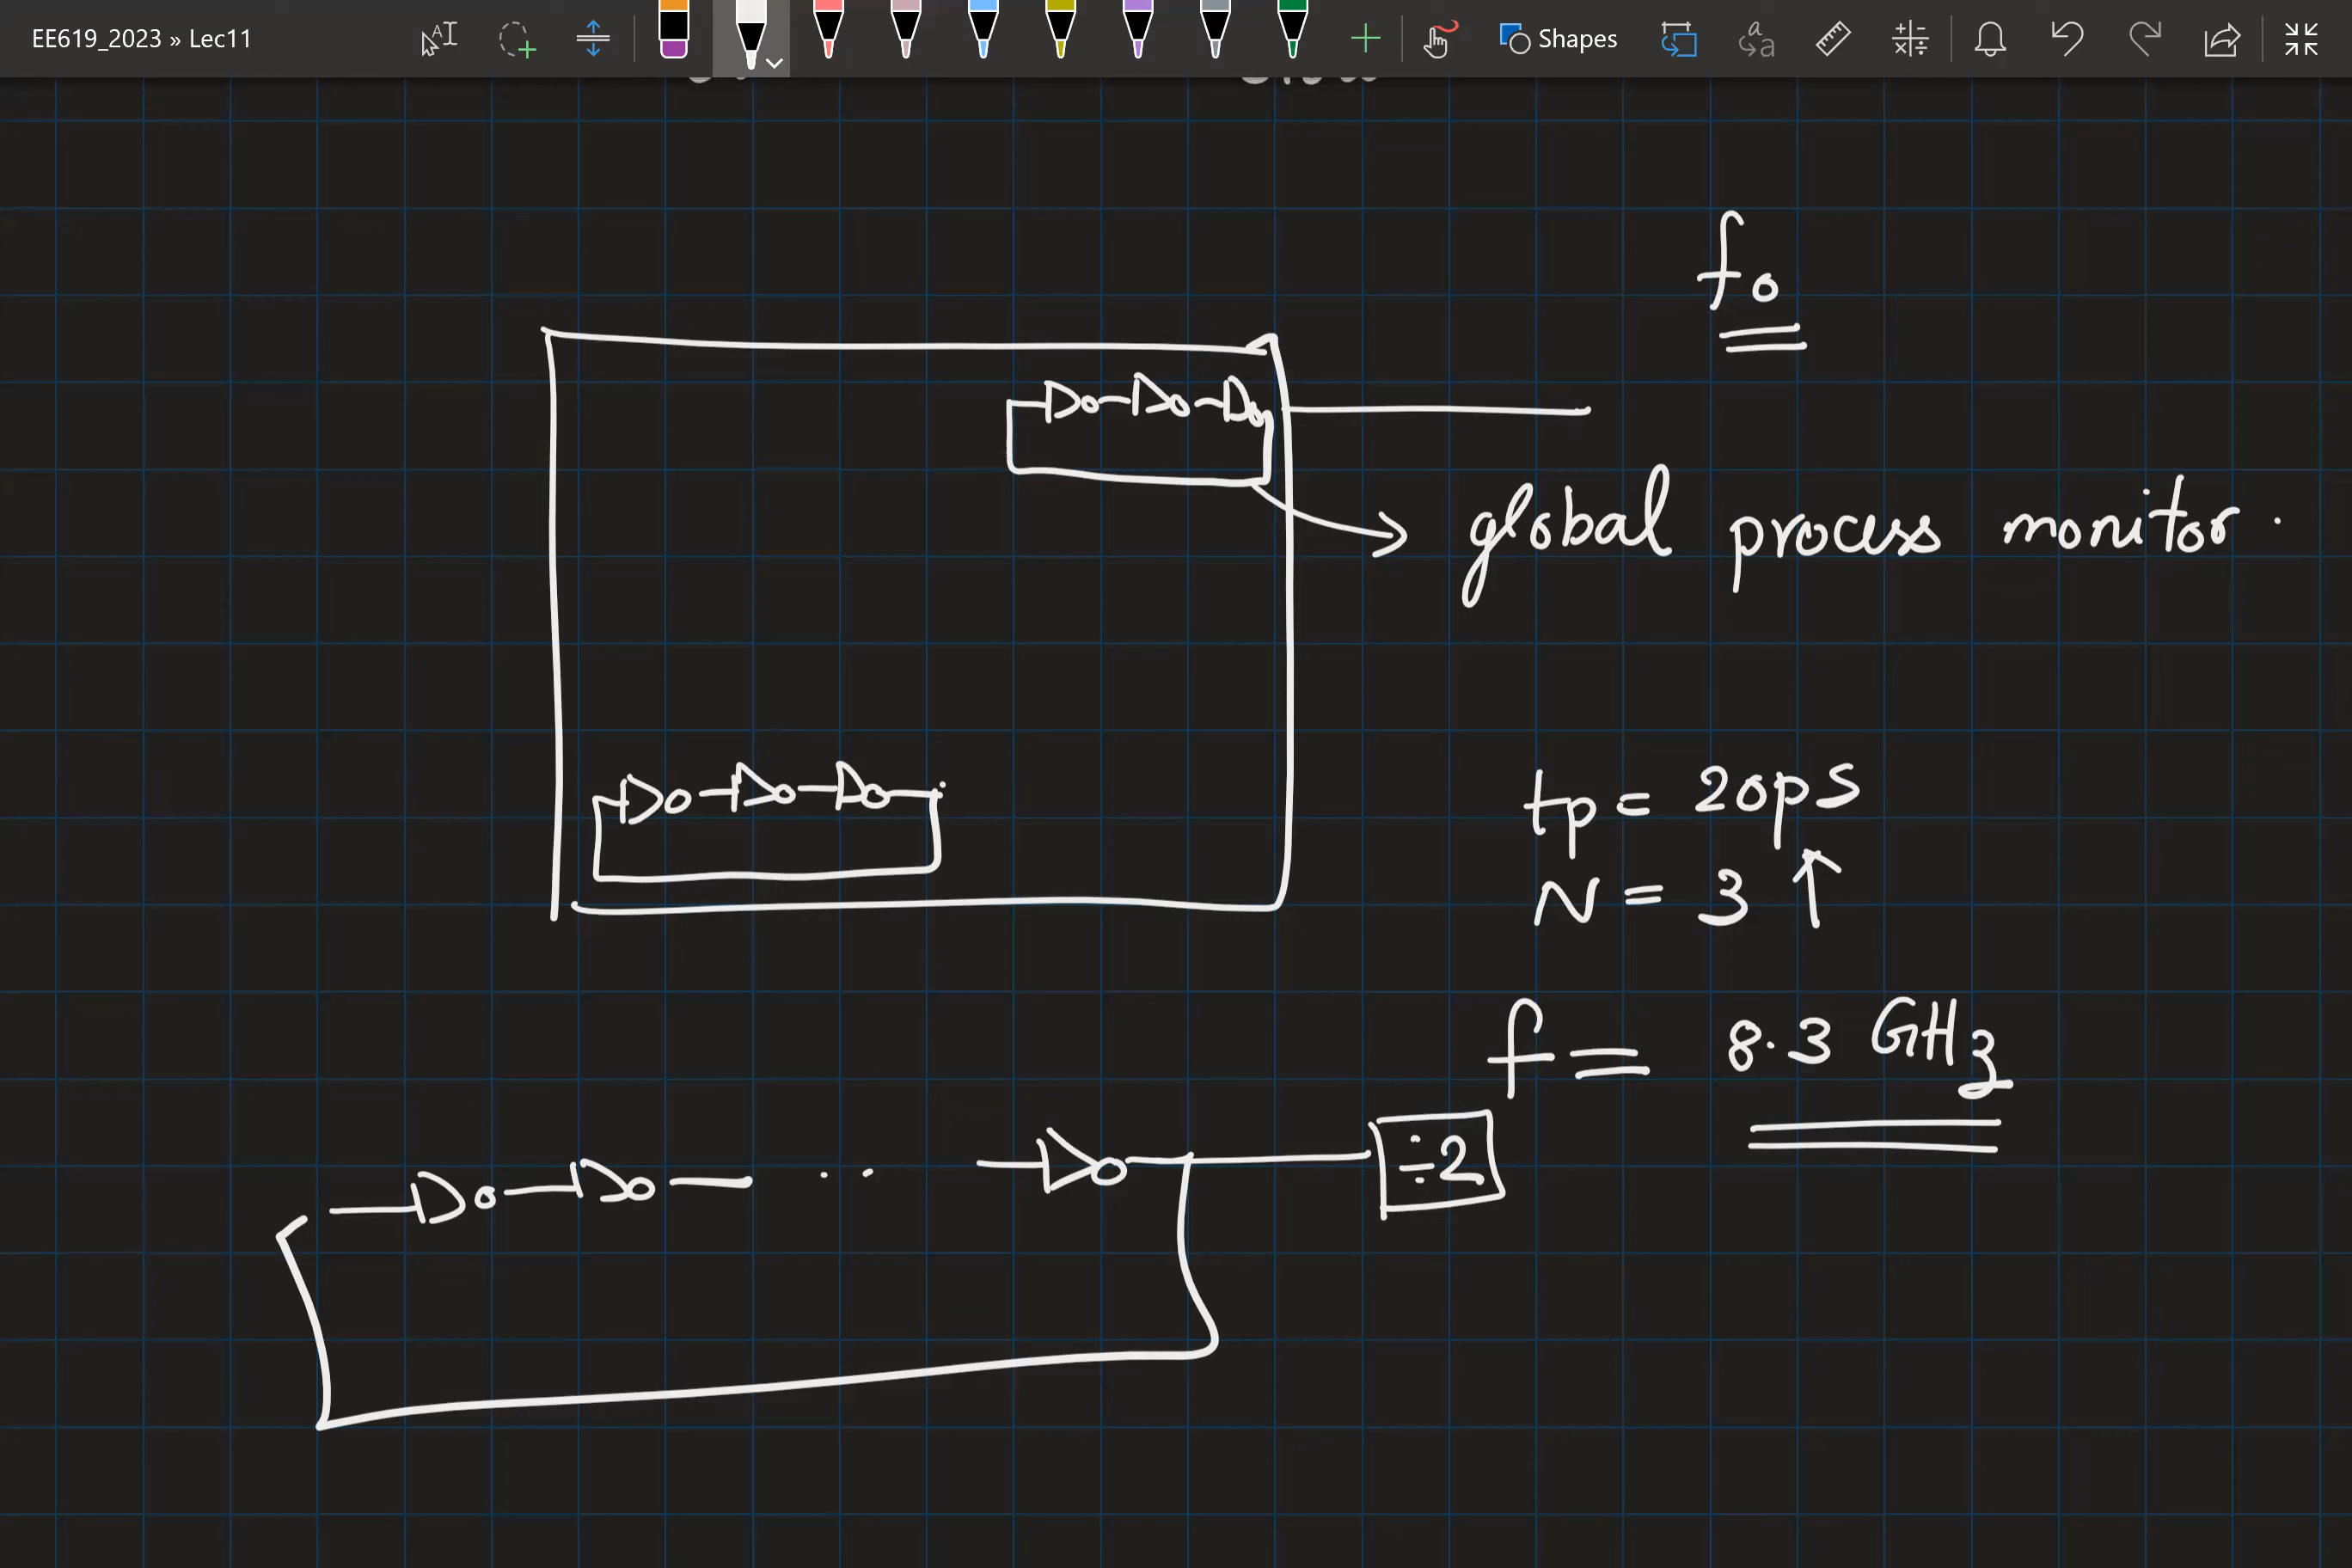 EE619_2023 » Lec11
Shapes
f₀
global process monitor.
tp = 20ps
N = 3 ↑
f = 8.3 GHz
÷2